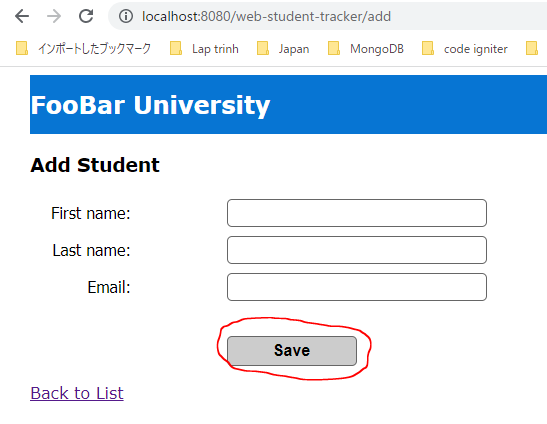 localhost:8080/web-student-tracker/add
インポートしたブックマーク Lap trinh Japan MongoDB code igniter
FooBar University
Add Student
First name:
Last name:
Email:
Save
Back to List